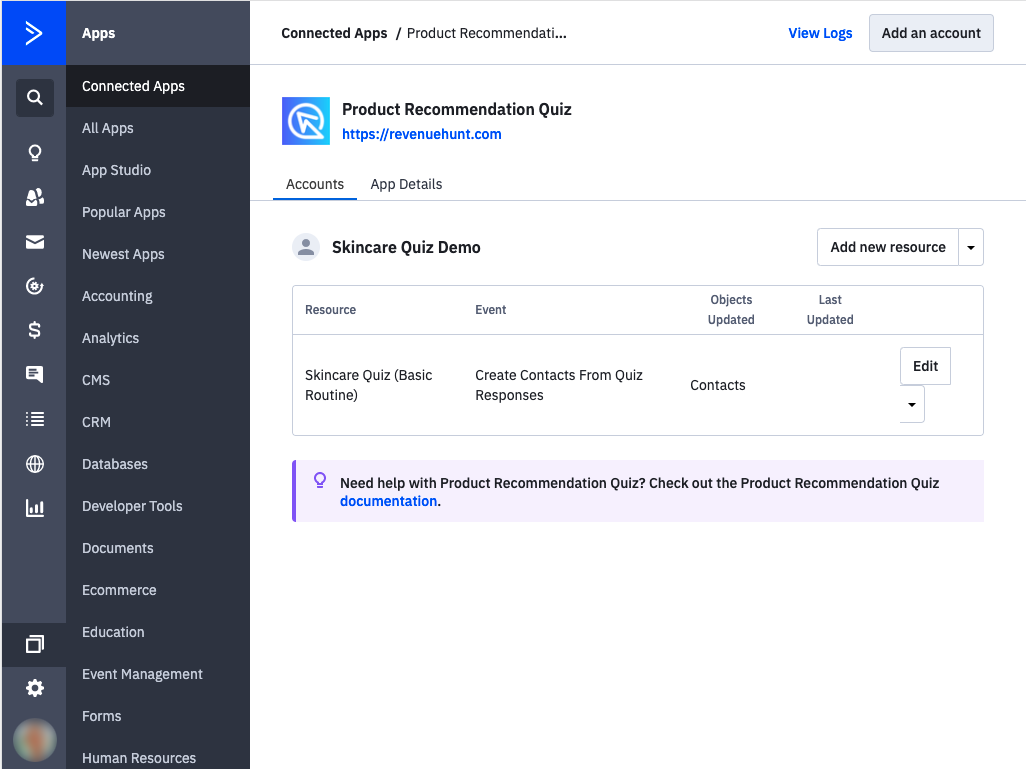 Apps
Connected Apps
All Apps
App Studio
Popular Apps
Newest Apps
Accounting
Analytics
CMS
CRM
Databases
Developer Tools
Documents
Ecommerce
Education
Event Management
Forms
Human Resources
Connected Apps / Product Recommendati...
View Logs
Add an account
Product Recommendation Quiz
https://revenuehunt.com
Accounts
App Details
Skincare Quiz Demo
Add new resource
Resource
Event
Objects
Updated
Last
Updated
Skincare Quiz (Basic
Routine)
Create Contacts From Quiz
Responses
Contacts
Edit
Need help with Product Recommendation Quiz? Check out the Product Recommendation Quiz
documentation.